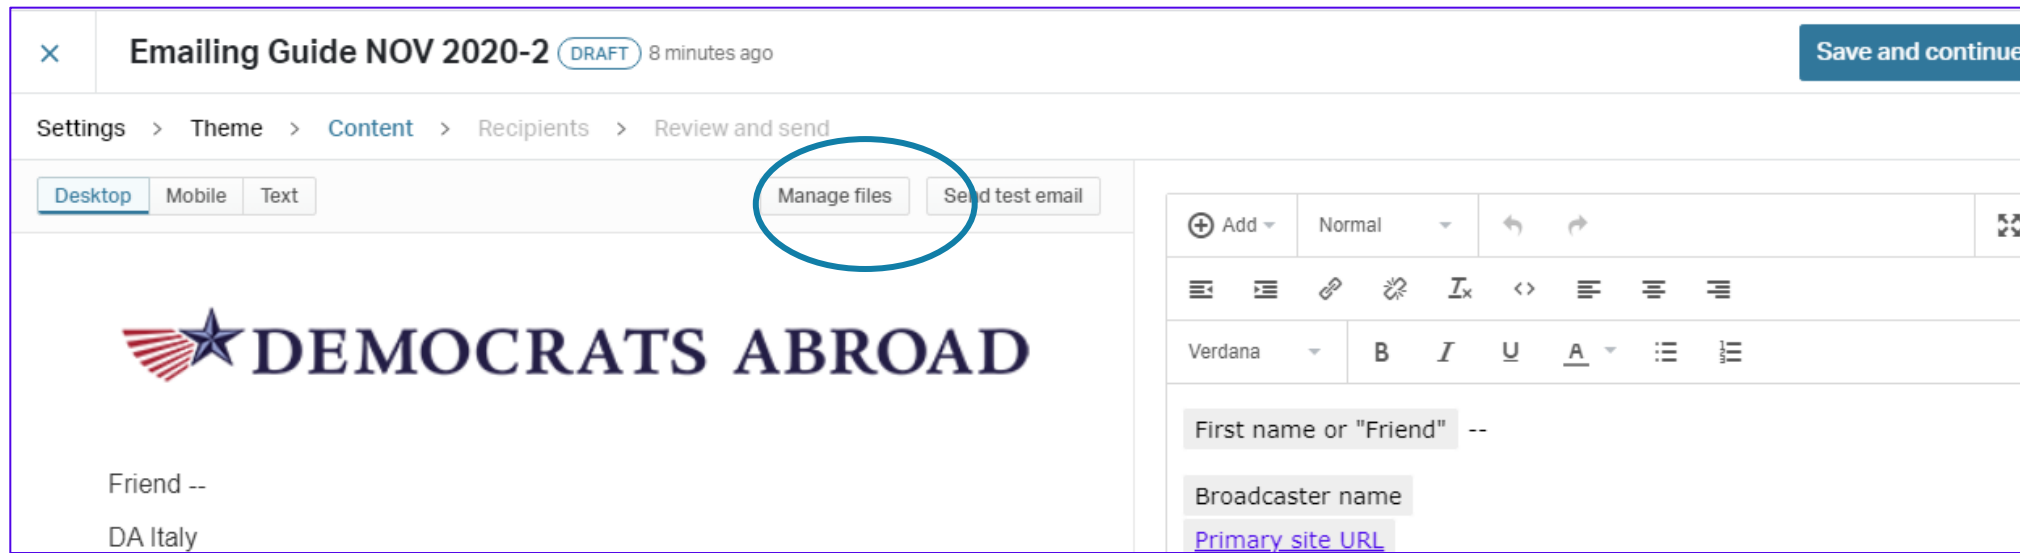 Emailing Guide NOV 2020-2 DRAFT 8 minutes ago
Save and continue
Settings > Theme > Content > Recipients > Review and send
Desktop Mobile Text Manage files Send test email
Add Normal
Verdana B I U A
DEMOCRATS ABROAD
First name or "Friend" --
Friend --
Broadcaster name
DA Italy
Primary site URL